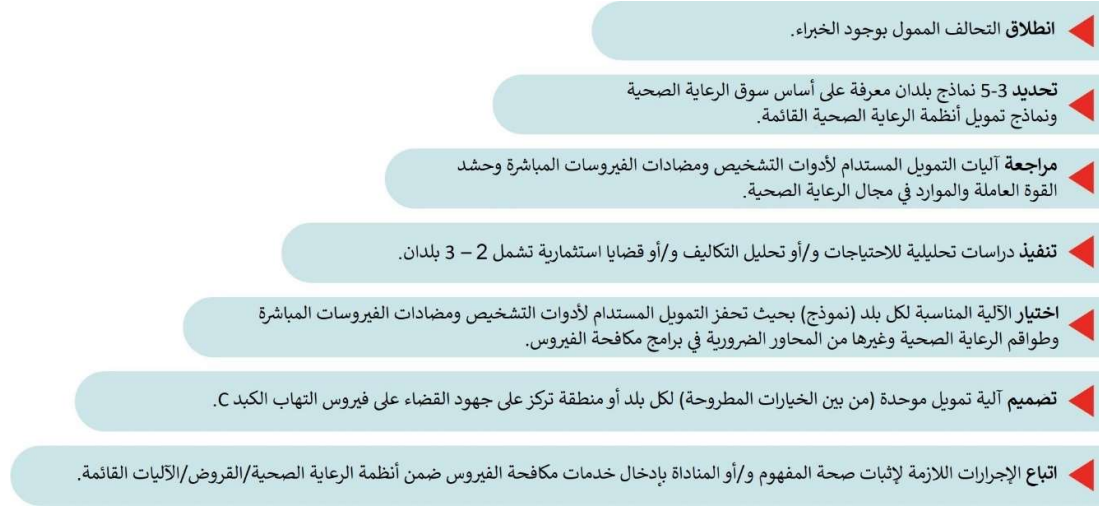 انطلاق التحالف الممول بوجود الخبراء.
تحديد 3-5 نماذج بلدان معرفة على أساس سوق الرعاية الصحية
ونماذج تمويل أنظمة الرعاية الصحية القائمة.
مراجعة آليات التمويل المستدام لأدوات التشخيص ومضادات الفيروسات المباشرة وحشد
القوة العاملة والموارد في مجال الرعاية الصحية.
تنفيذ دراسات تحليلية للاحتياجات و/أو تحليل التكاليف و/أو قضايا استثمارية تشمل 2 – 3 بلدان.
اختيار الآلية المناسبة لكل بلد (نموذج) بحيث تحفز التمويل المستدام لأدوات التشخيص ومضادات الفيروسات المباشرة
وطواقم الرعاية الصحية وغيرها من المحاور الضرورية في برامج مكافحة الفيروس.
تصميم آلية تمويل موحدة (من بين الخيارات المطروحة) لكل بلد أو منطقة تركز على جهود القضاء على فيروس التهاب الكبد C.
اتباع الإجرارات اللازمة لإثبات صحة المفهوم و/أو المناداة بإدخال خدمات مكافحة الفيروس ضمن أنظمة الرعاية الصحية/القروض/الآليات القائمة.